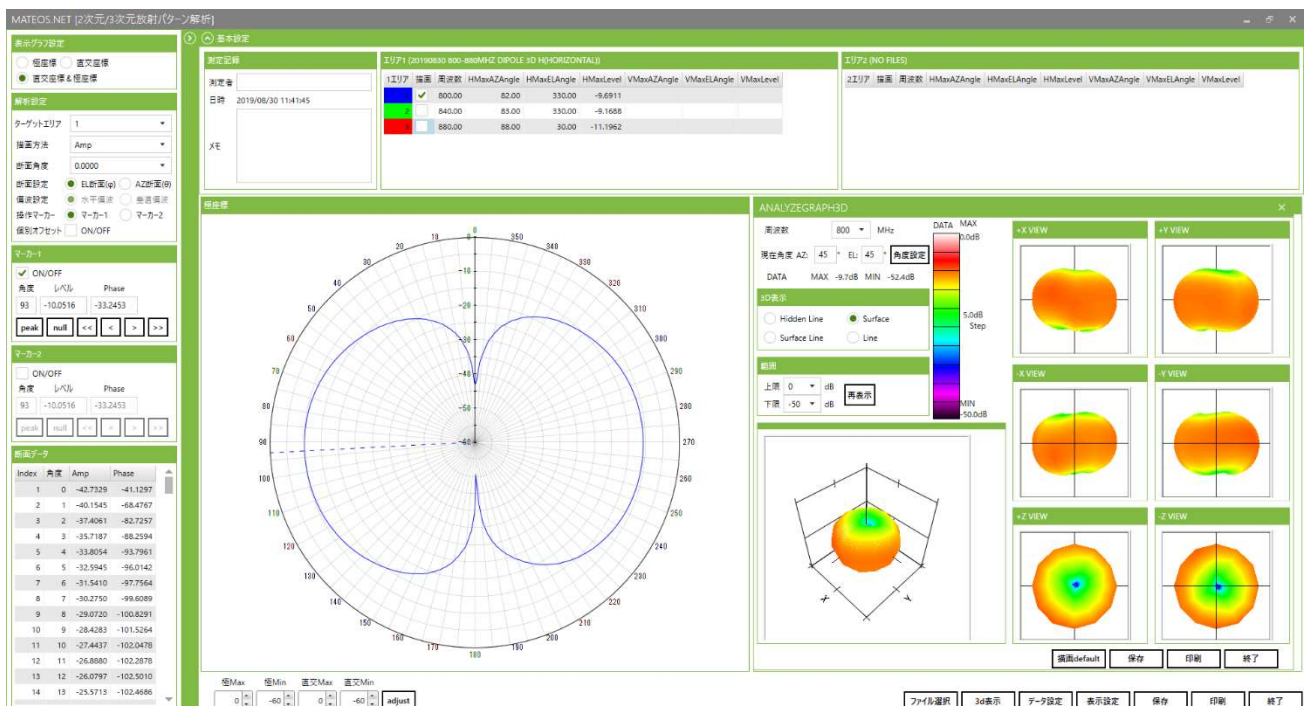 MATEOS.NET [2次元/3次元放射パターン解析]
表示グラフ設定
極座標 直交座標
直交座標&極座標
解析設定
ターゲットエリア 1
描画方法 Amp
断面角度 0.0000
断面設定 EL断面(φ) AZ断面(θ)
偏波設定 水平偏波 垂直偏波
操作マーカー マーカー1 マーカー2
個別オフセット ON/OFF
マーカー1
ON/OFF
角度 レベル Phase
93 -10.0516 -33.2453
peak null << < > >>
マーカー2
ON/OFF
角度 レベル Phase
93 -10.0516 -33.2453
peak null << < > >>
断面データ
Index 角度 Amp Phase
1 0 -42.7329 -41.1297
2 1 -40.1545 -68.4767
3 2 -37.4061 -82.7257
4 3 -35.7187 -88.2594
5 4 -33.8054 -93.7961
6 5 -32.5945 -96.0142
7 6 -31.5410 -97.7564
8 7 -30.2750 -99.6089
9 8 -29.0720 -100.8291
10 9 -28.4283 -101.5264
11 10 -27.4437 -102.0478
12 11 -26.8880 -102.2878
13 12 -26.0797 -102.5010
14 13 -25.5713 -102.4686
基本設定
測定記録
測定者
日時 2019/08/30 11:41:45
メモ
エリア1 (20190830 800-880MHZ DIPOLE 3D H(HORIZONTAL))
1エリア 描画 周波数 HMaxAZAngle HMaxELAngle HMaxLevel VMaxAZAngle VMaxELAngle VMaxLevel
800.00 82.00 330.00 -9.6911
2 840.00 83.00 330.00 -9.1688
880.00 88.00 30.00 -11.1962
エリア2 (NO FILES)
2エリア 描画 周波数 HMaxAZAngle HMaxELAngle HMaxLevel VMaxAZAngle VMaxELAngle VMaxLevel
極座標
0
10 350
20 340
30 330
40 320
50 310
60 300
70 290
80 280
90 270
100 260
110 250
120 240
130 230
140 220
150 210
160 200
170 190
180
0
-10
-20
-30
-40
-50
-60
極Max 極Min 直交Max 直交Min
0 -60 0 -60 adjust
ANALYZEGRAPH3D
周波数 800 MHz
現在角度 AZ: 45 ° EL: 45 ° 角度設定
DATA MAX -9.7dB MIN -52.4dB
3D表示
Hidden Line Surface
Surface Line Line
範囲
上限 0 dB
下限 -50 dB
再表示
DATA MAX
0.0dB
5.0dB
Step
MIN
-50.0dB
X Y
+X VIEW
+Y VIEW
-X VIEW
-Y VIEW
+Z VIEW
-Z VIEW
描画default 保存 印刷 終了
ファイル選択 3d表示 データ設定 表示設定 保存 印刷 終了